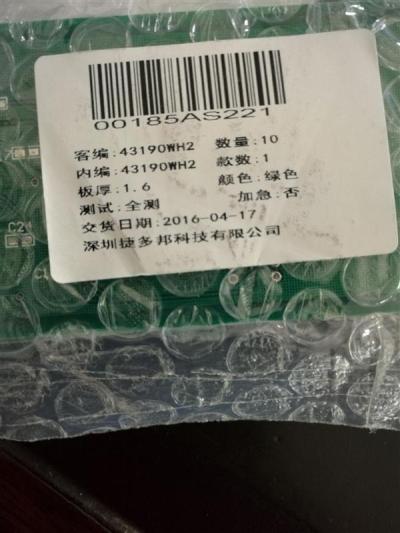 00185AS221
客编:43190WH2 数量:10
内编:43190WH2 款数:1
板厚:1.6 颜色:绿色
测试:全测 加急:否
交货日期:2016-04-17
深圳捷多邦科技有限公司